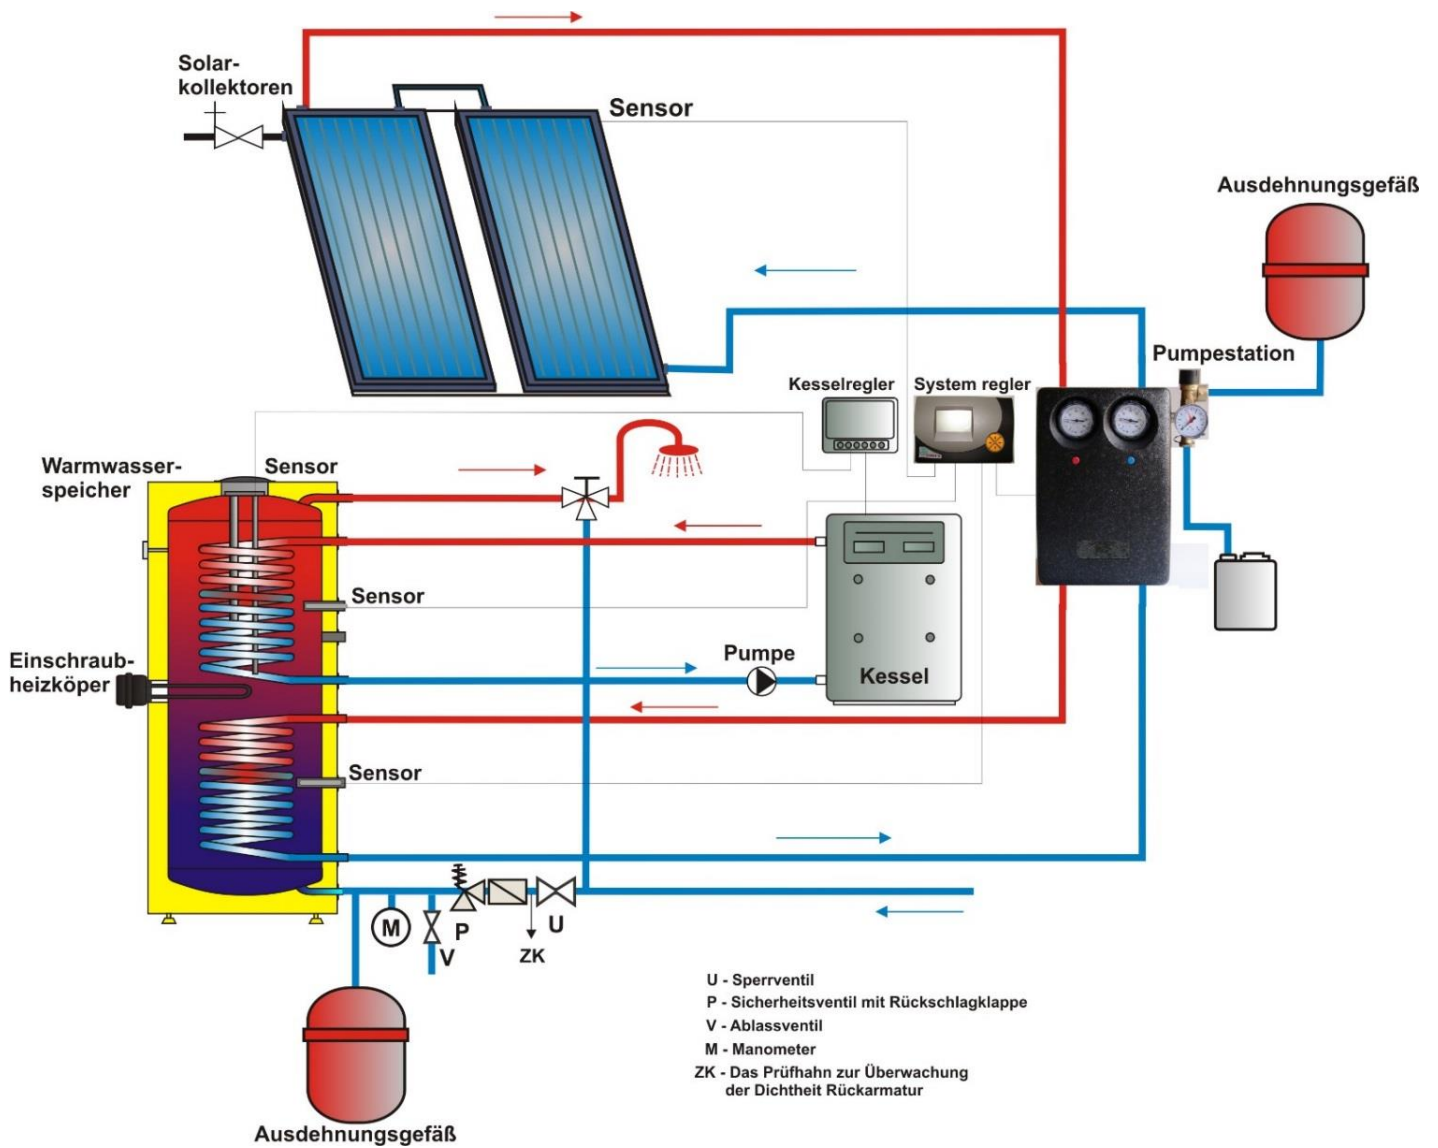 Solar-
kollektoren
Sensor
Ausdehnungsgefäß
Pumpestation
Kesselregler
System regler
Warmwasser-
speicher
Sensor
Sensor
Einschraub-
heizköper
Pumpe
Kessel
Sensor
M
V
P
ZK
U
U - Sperrventil
P - Sicherheitsventil mit Rückschlagklappe
V - Ablassventil
M - Manometer
ZK - Das Prüfhahn zur Überwachung
der Dichtheit Rückarmatur
Ausdehnungsgefäß